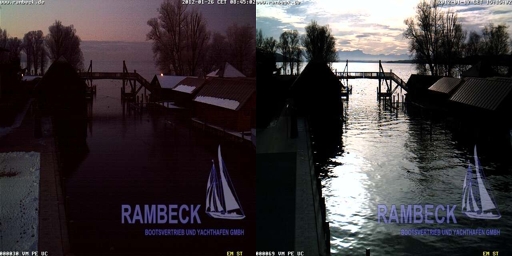 www.rambeck.de
2012-01-26 CET 08:45:02
RAMBECK
BOOTSVERTRIEB UND YACHTHAFEN GMBH
000030 VM PE UC
EM ST
www.rambeck.de
RAMBECK
BOOTSVERTRIEB UND YACHTHAFEN GMBH
000069 VM PE UC
EM ST